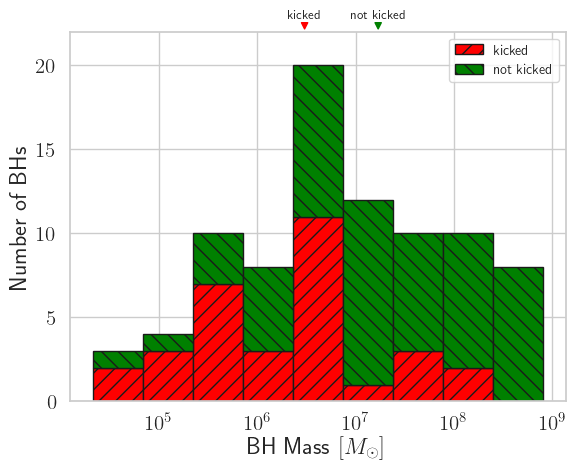 kicked not kicked
kicked
not kicked
Number of BHs
20
15
10
5
0
10^5 10^6 10^7 10^8 10^9
BH Mass [M_⊙]